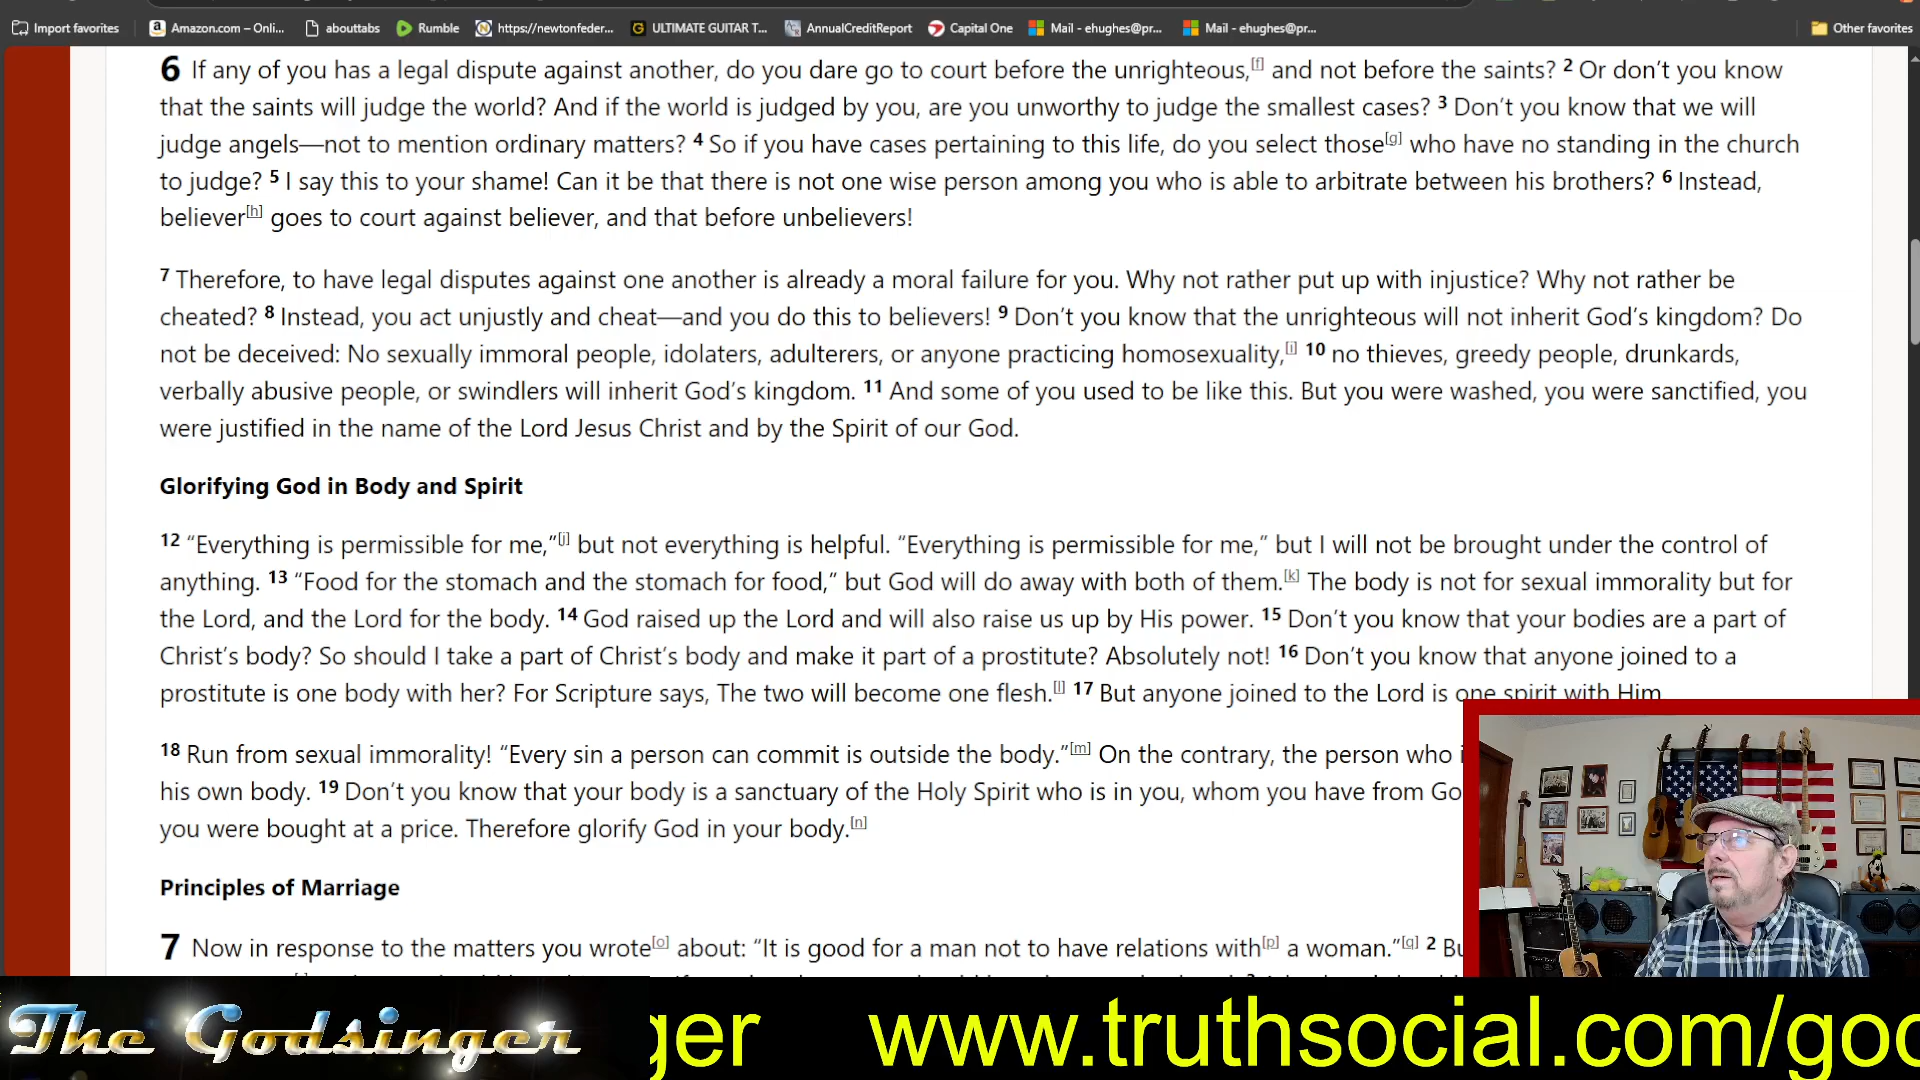 Import favorites
Amazon.com – Onli...
abouttabs
Rumble
https://newtonfeder...
ULTIMATE GUITAR T...
AnnualCreditReport
Capital One
Mail - ehughes@pr...
Mail - ehughes@pr...
Other favorites
6 If any of you has a legal dispute against another, do you dare go to court before the unrighteous,[f] and not before the saints? 2 Or don’t you know
that the saints will judge the world? And if the world is judged by you, are you unworthy to judge the smallest cases? 3 Don’t you know that we will
judge angels—not to mention ordinary matters? 4 So if you have cases pertaining to this life, do you select those[g] who have no standing in the church
to judge? 5 I say this to your shame! Can it be that there is not one wise person among you who is able to arbitrate between his brothers? 6 Instead,
believer[h] goes to court against believer, and that before unbelievers!
7 Therefore, to have legal disputes against one another is already a moral failure for you. Why not rather put up with injustice? Why not rather be
cheated? 8 Instead, you act unjustly and cheat—and you do this to believers! 9 Don’t you know that the unrighteous will not inherit God’s kingdom? Do
not be deceived: No sexually immoral people, idolaters, adulterers, or anyone practicing homosexuality,[i] 10 no thieves, greedy people, drunkards,
verbally abusive people, or swindlers will inherit God’s kingdom. 11 And some of you used to be like this. But you were washed, you were sanctified, you
were justified in the name of the Lord Jesus Christ and by the Spirit of our God.
Glorifying God in Body and Spirit
12 “Everything is permissible for me,”[j] but not everything is helpful. “Everything is permissible for me,” but I will not be brought under the control of
anything. 13 “Food for the stomach and the stomach for food,” but God will do away with both of them.[k] The body is not for sexual immorality but for
the Lord, and the Lord for the body. 14 God raised up the Lord and will also raise us up by His power. 15 Don’t you know that your bodies are a part of
Christ’s body? So should I take a part of Christ’s body and make it part of a prostitute? Absolutely not! 16 Don’t you know that anyone joined to a
prostitute is one body with her? For Scripture says, The two will become one flesh.[l] 17 But anyone joined to the Lord is one spirit with Him
18 Run from sexual immorality! “Every sin a person can commit is outside the body.”[m] On the contrary, the person who
his own body. 19 Don’t you know that your body is a sanctuary of the Holy Spirit who is in you, whom you have from Go
you were bought at a price. Therefore glorify God in your body.[n]
Principles of Marriage
7 Now in response to the matters you wrote[o] about: “It is good for a man not to have relations with[p] a woman.”[q] 2 Bu
The Godsinger
ger www.truthsocial.com/god